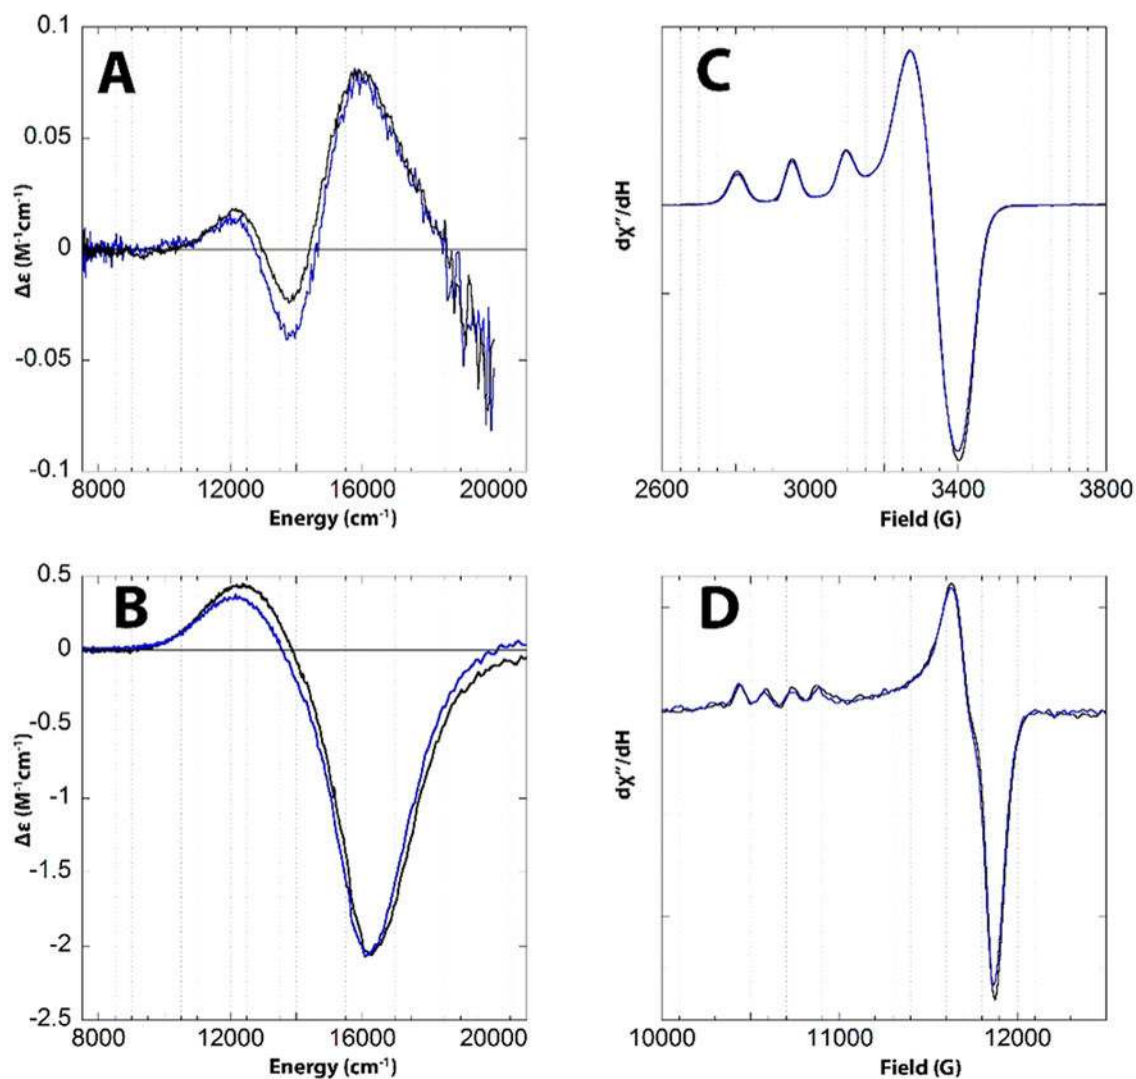 A
0.1
0.05
0
-0.05
-0.1
Δε (M⁻¹cm⁻¹)
8000 12000 16000 20000
Energy (cm⁻¹)
C
dχ″/dH
2600 3000 3400 3800
Field (G)
B
0.5
0
-0.5
-1
-1.5
-2
-2.5
Δε (M⁻¹cm⁻¹)
8000 12000 16000 20000
Energy (cm⁻¹)
D
dχ″/dH
10000 11000 12000
Field (G)